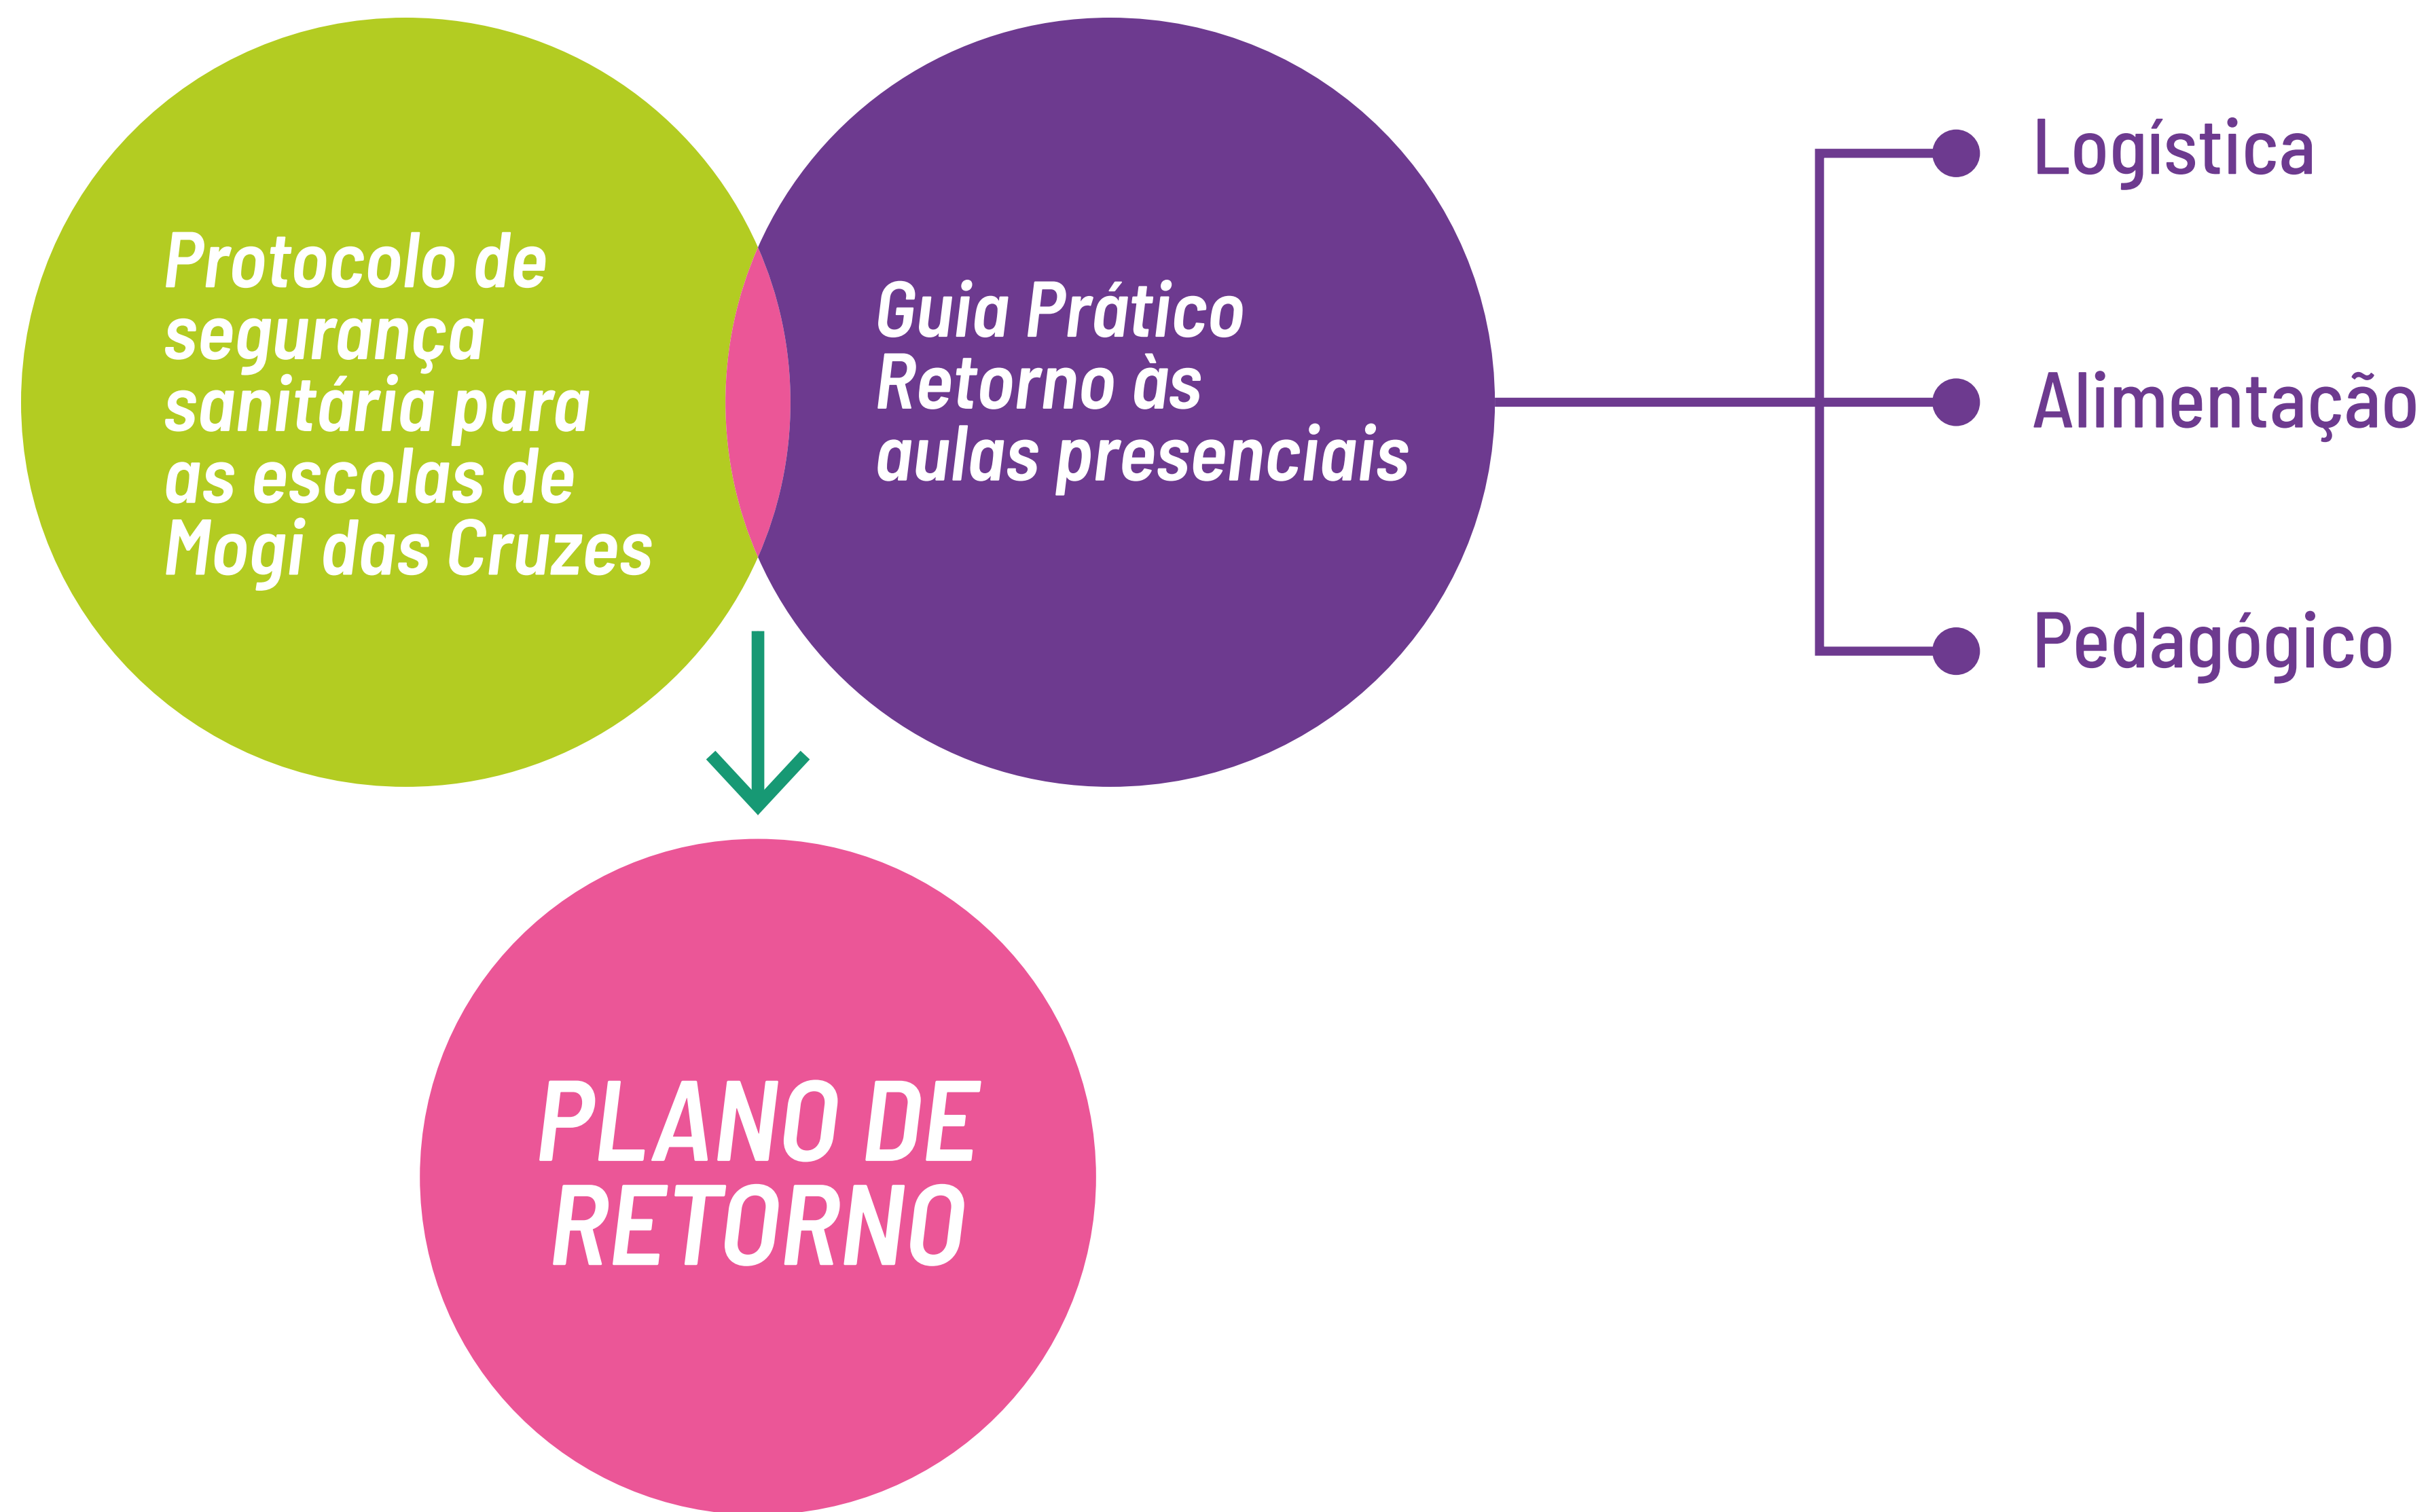 Protocolo de
segurança
sanitária para
as escolas de
Mogi das Cruzes
Guia Prático
Retorno às
aulas presenciais
Logística
Alimentação
Pedagógico
PLANO DE
RETORNO